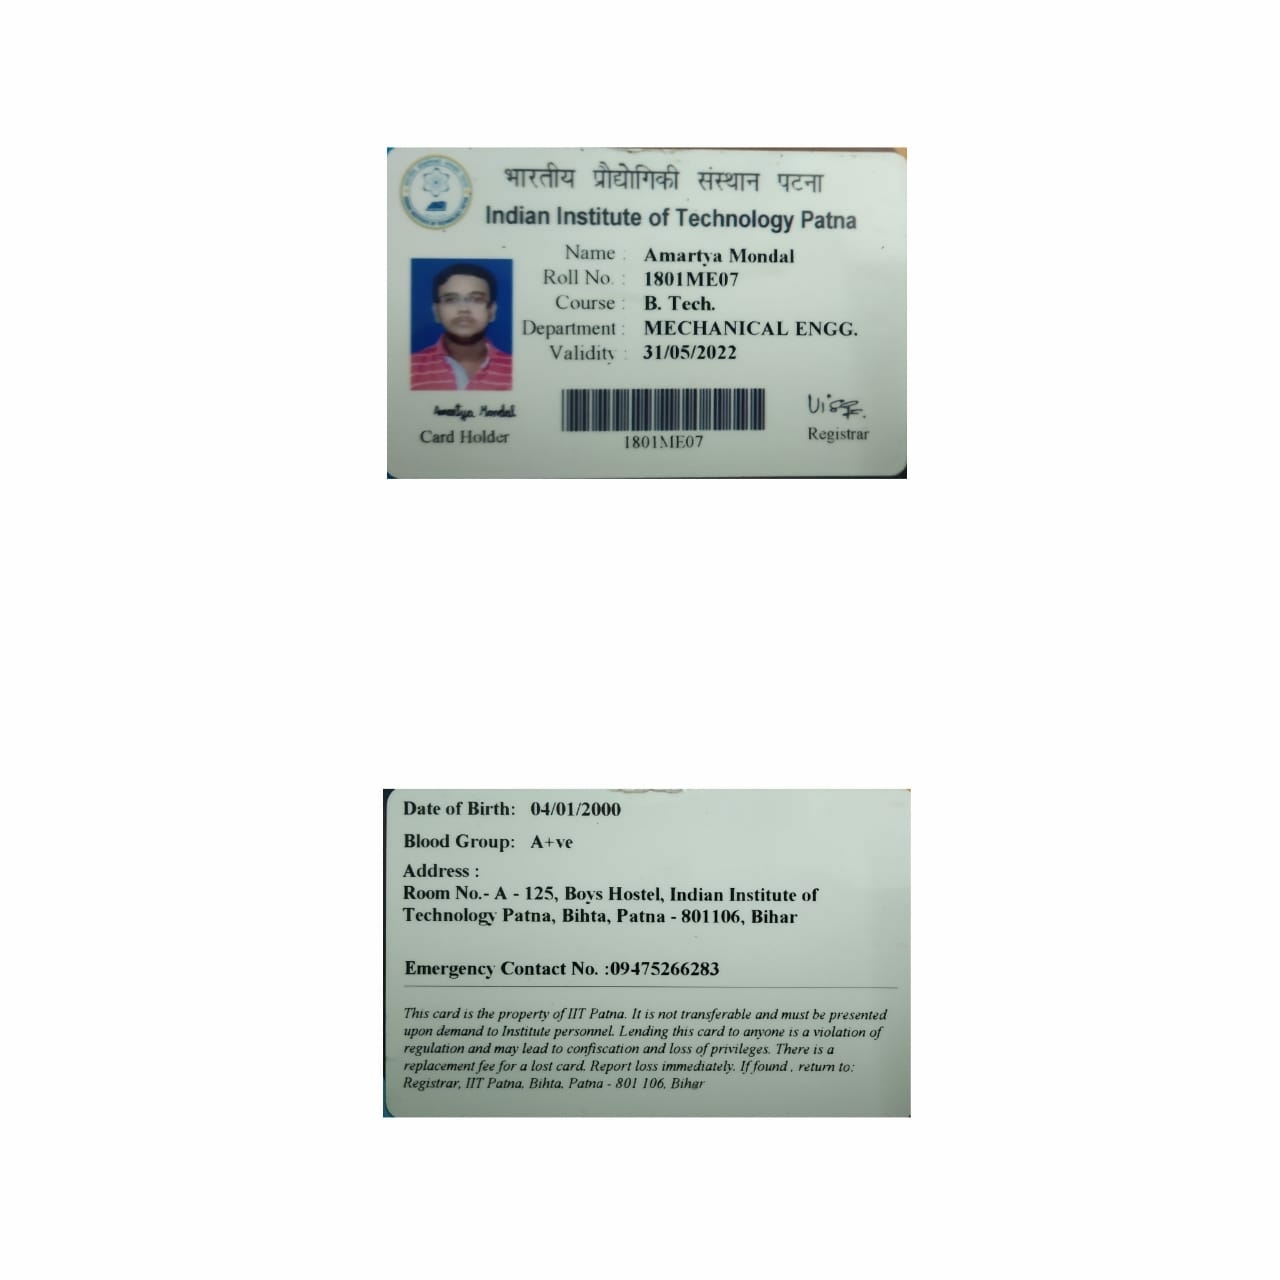 भारतीय प्रौद्योगिकी संस्थान पटना
Indian Institute of Technology Patna
Name : Amartya Mondal
Roll No. : 1801ME07
Course : B. Tech.
Department : MECHANICAL ENGG.
Validity : 31/05/2022
Amartya Mondal
Card Holder
1801ME07
Registrar
Date of Birth: 04/01/2000
Blood Group: A+ve
Address :
Room No.- A - 125, Boys Hostel, Indian Institute of
Technology Patna, Bihta, Patna - 801106, Bihar
Emergency Contact No. :09475266283
This card is the property of IIT Patna. It is not transferable and must be presented
upon demand to Institute personnel. Lending this card to anyone is a violation of
regulation and may lead to confiscation and loss of privileges. There is a
replacement fee for a lost card. Report loss immediately. If found , return to:
Registrar, IIT Patna, Bihta, Patna - 801 106, Bihar